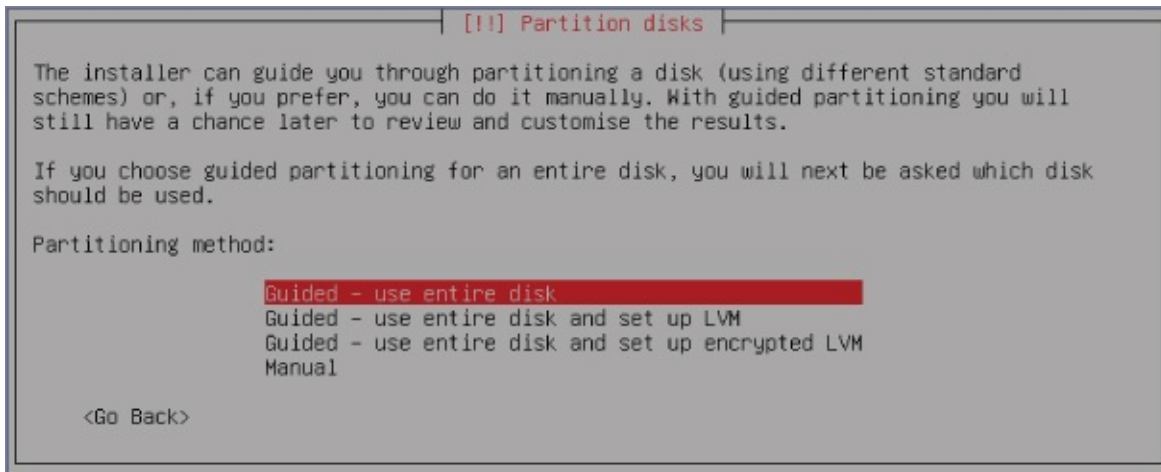 [!!] Partition disks
The installer can guide you through partitioning a disk (using different standard
schemes) or, if you prefer, you can do it manually. With guided partitioning you will
still have a chance later to review and customise the results.
If you choose guided partitioning for an entire disk, you will next be asked which disk
should be used.
Partitioning method:
Guided - use entire disk
Guided - use entire disk and set up LVM
Guided - use entire disk and set up encrypted LVM
Manual
<Go Back>